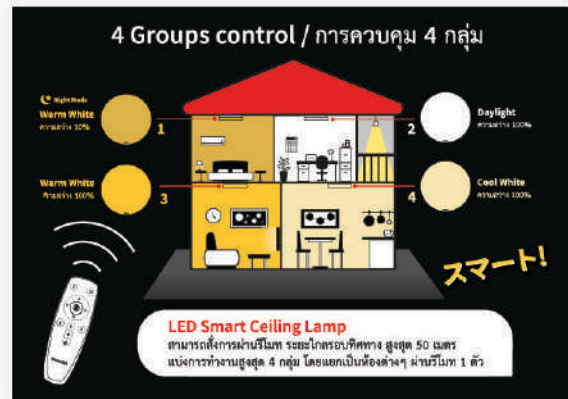 4 Groups control / การควบคุม 4 กลุ่ม
Night Mode
Warm White
ความสว่าง 10%
1
2
Daylight
ความสว่าง 100%
Warm White
ความสว่าง 100%
3
4
Cool White
ความสว่าง 100%
スマート!
LED Smart Ceiling Lamp
สามารถสั่งการผ่านรีโมท ระยะไกลรอบทิศทาง สูงสุด 50 เมตร
แบ่งการทำงานสูงสุด 4 กลุ่ม โดยแยกเป็นห้องต่างๆ ผ่านรีโมท 1 ตัว